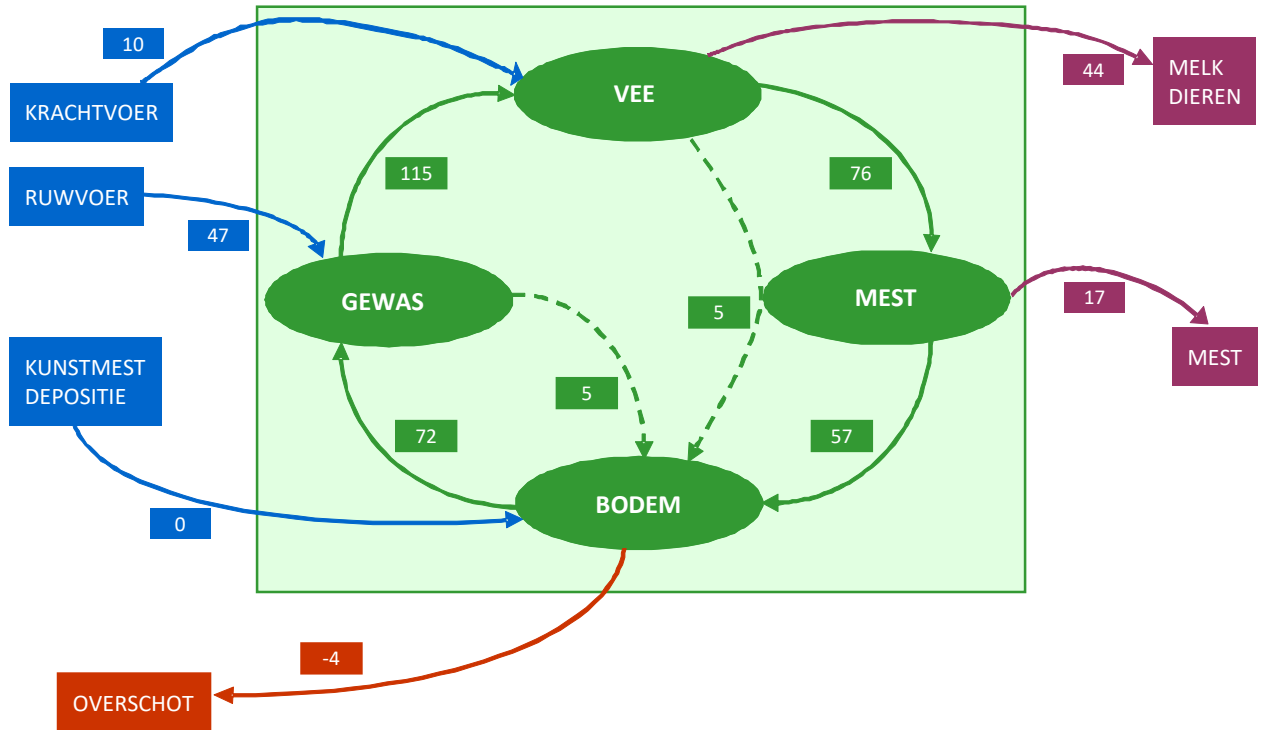 10
KRACHTVOER
VEE
44
MELK
DIEREN
115
76
RUWVOER
47
GEWAS
MEST
17
5
MEST
KUNSTMEST
DEPOSITIE
5
72
57
BODEM
0
-4
OVERSCHOT